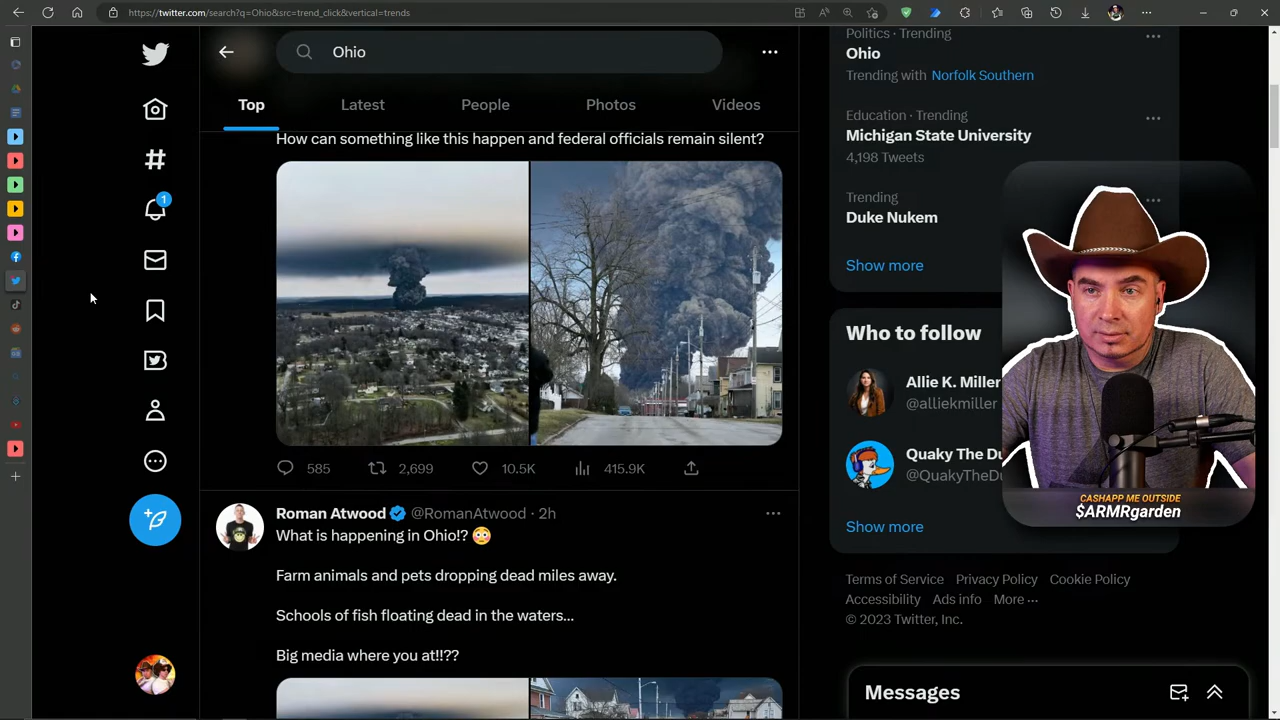 https://twitter.com/search?q=Ohio&src=trend_click&vertical=trends
Ohio
Top
Latest
People
Photos
Videos
How can something like this happen and federal officials remain silent?
585
2,699
10.5K
415.9K
Roman Atwood @RomanAtwood · 2h
What is happening in Ohio!? 😳
Farm animals and pets dropping dead miles away.
Schools of fish floating dead in the waters...
Big media where you at!!??
1
Politics · Trending
Ohio
Trending with Norfolk Southern
Education · Trending
Michigan State University
4,198 Tweets
Trending
Duke Nukem
Show more
Who to follow
Allie K. Miller
@alliekmiller
Quaky The Du
@QuakyTheDu
Show more
CASHAPP ME OUTSIDE
$ARMRgarden
Terms of Service Privacy Policy Cookie Policy
Accessibility Ads info More ···
© 2023 Twitter, Inc.
Messages